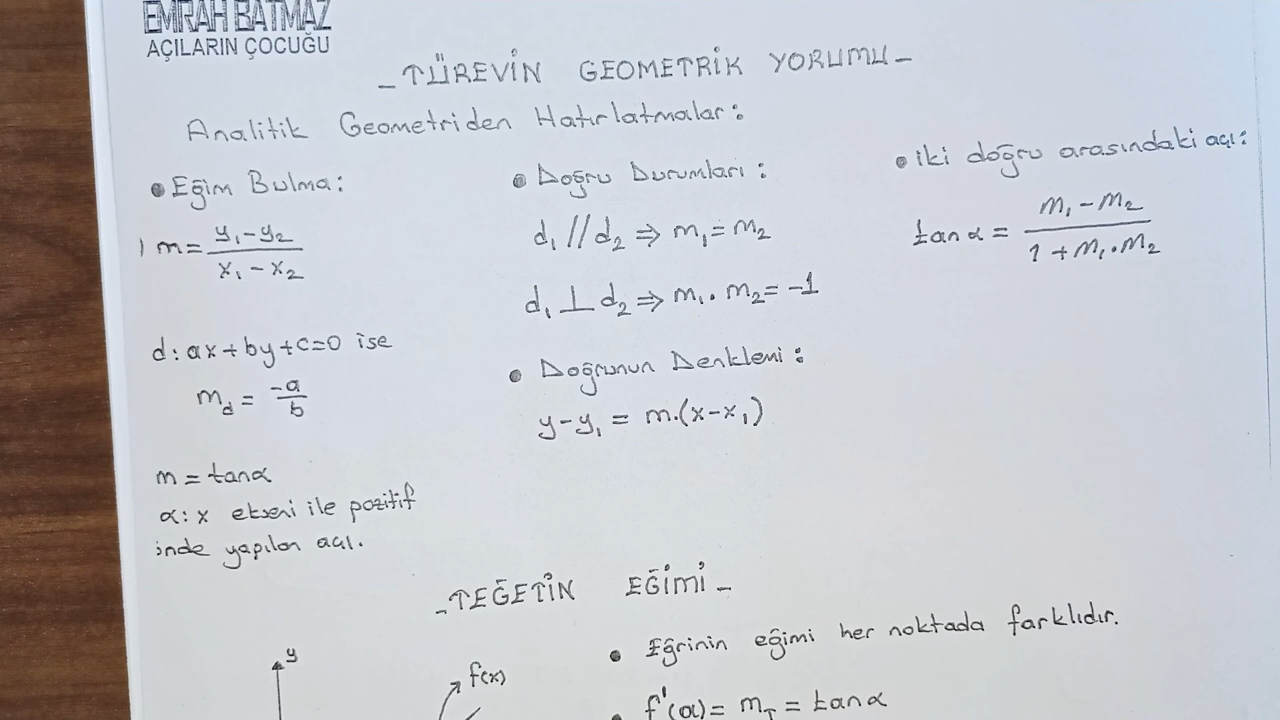 EMRAH BATMAZ
AÇILARIN ÇOCUĞU
- TÜREVİN GEOMETRİK YORUMU -
Analitik Geometriden Hatırlatmalar:
• Eğim Bulma:
m = (y₁-y₂)/(x₁-x₂)
d: ax+by+c=0 ise
m_d = -a/b
m = tanα
α: x ekseni ile pozitif
inde yapılan açı.
• Doğru Durumları:
d₁ // d₂ ⇒ m₁ = m₂
d₁ ⊥ d₂ ⇒ m₁ . m₂ = -1
• Doğrunun Denklemi:
y-y₁ = m.(x-x₁)
• iki doğru arasındaki açı:
tanα = (m₁-m₂)/(1+m₁.m₂)
- TEĞETİN EĞİMİ -
y
f(x)
• Eğrinin eğimi her noktada farklıdır.
• f'(a) = m_T = tanα